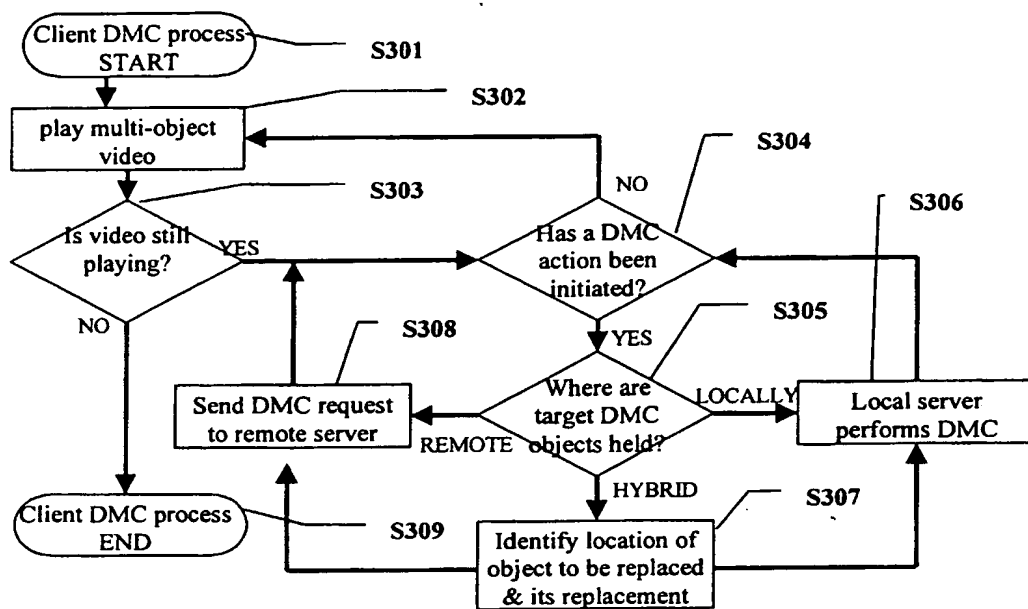 Client DMC process
START
S301
S302
play multi-object
video
S303
S304
NO
Is video still
playing?
YES
Has a DMC
action been
initiated?
S306
NO
S308
YES
S305
Send DMC request
to remote server
REMOTE
Where are
target DMC
objects held?
LOCALLY
Local server
performs DMC
HYBRID
S307
Client DMC process
END
S309
Identify location of
object to be replaced
& its replacement